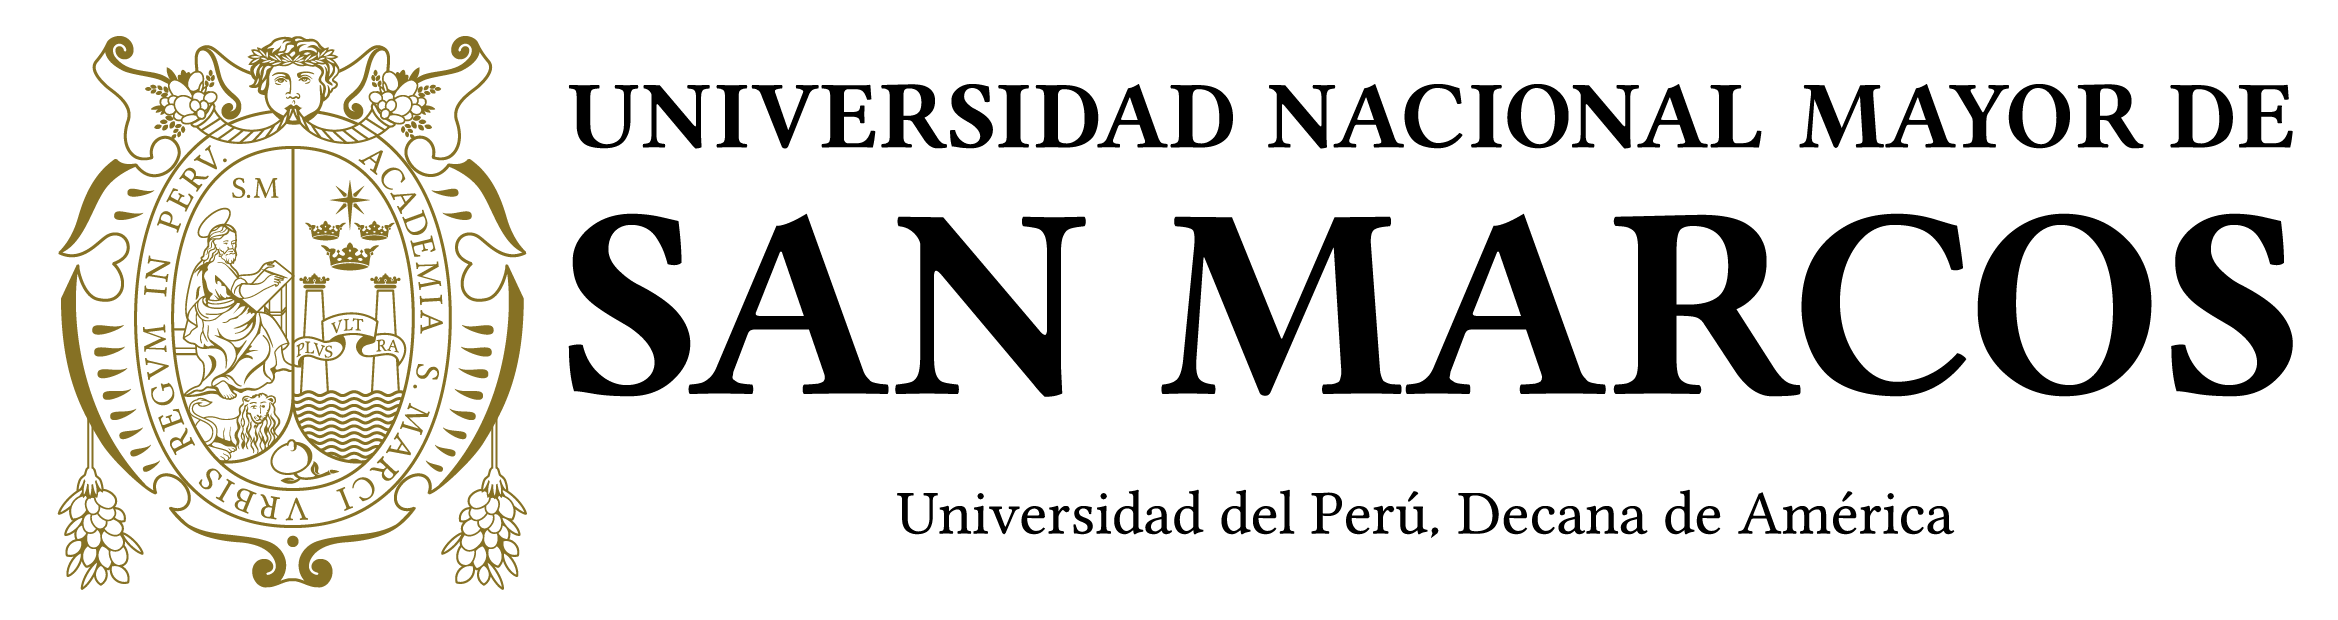 ACADEMIA S. MARCI VRBIS REGVM IN PERV.
S.M
PLVS VLT RA
UNIVERSIDAD NACIONAL MAYOR DE
SAN MARCOS
Universidad del Perú, Decana de América